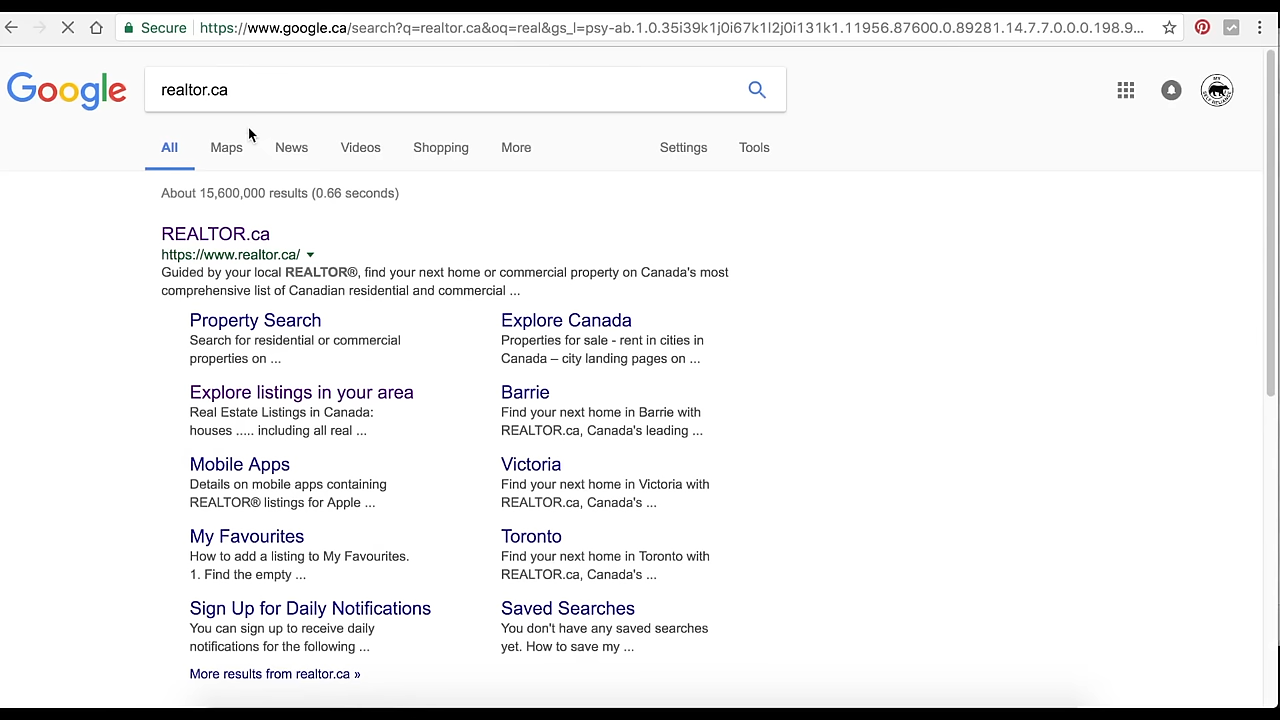 Secure https://www.google.ca/search?q=realtor.ca&oq=real&gs_l=psy-ab.1.0.35i39k1j0i67k1l2j0i131k1.11956.87600.0.89281.14.7.7.0.0.0.198.9...
Google
realtor.ca
All Maps News Videos Shopping More Settings Tools
About 15,600,000 results (0.66 seconds)
REALTOR.ca
https://www.realtor.ca/
Guided by your local REALTOR®, find your next home or commercial property on Canada's most
comprehensive list of Canadian residential and commercial ...
Property Search
Search for residential or commercial
properties on ...
Explore Canada
Properties for sale - rent in cities in
Canada – city landing pages on ...
Explore listings in your area
Real Estate Listings in Canada:
houses ..... including all real ...
Barrie
Find your next home in Barrie with
REALTOR.ca, Canada's leading ...
Mobile Apps
Details on mobile apps containing
REALTOR® listings for Apple ...
Victoria
Find your next home in Victoria with
REALTOR.ca, Canada's ...
My Favourites
How to add a listing to My Favourites.
1. Find the empty ...
Toronto
Find your next home in Toronto with
REALTOR.ca, Canada's ...
Sign Up for Daily Notifications
You can sign up to receive daily
notifications for the following ...
Saved Searches
You don't have any saved searches
yet. How to save my ...
More results from realtor.ca »